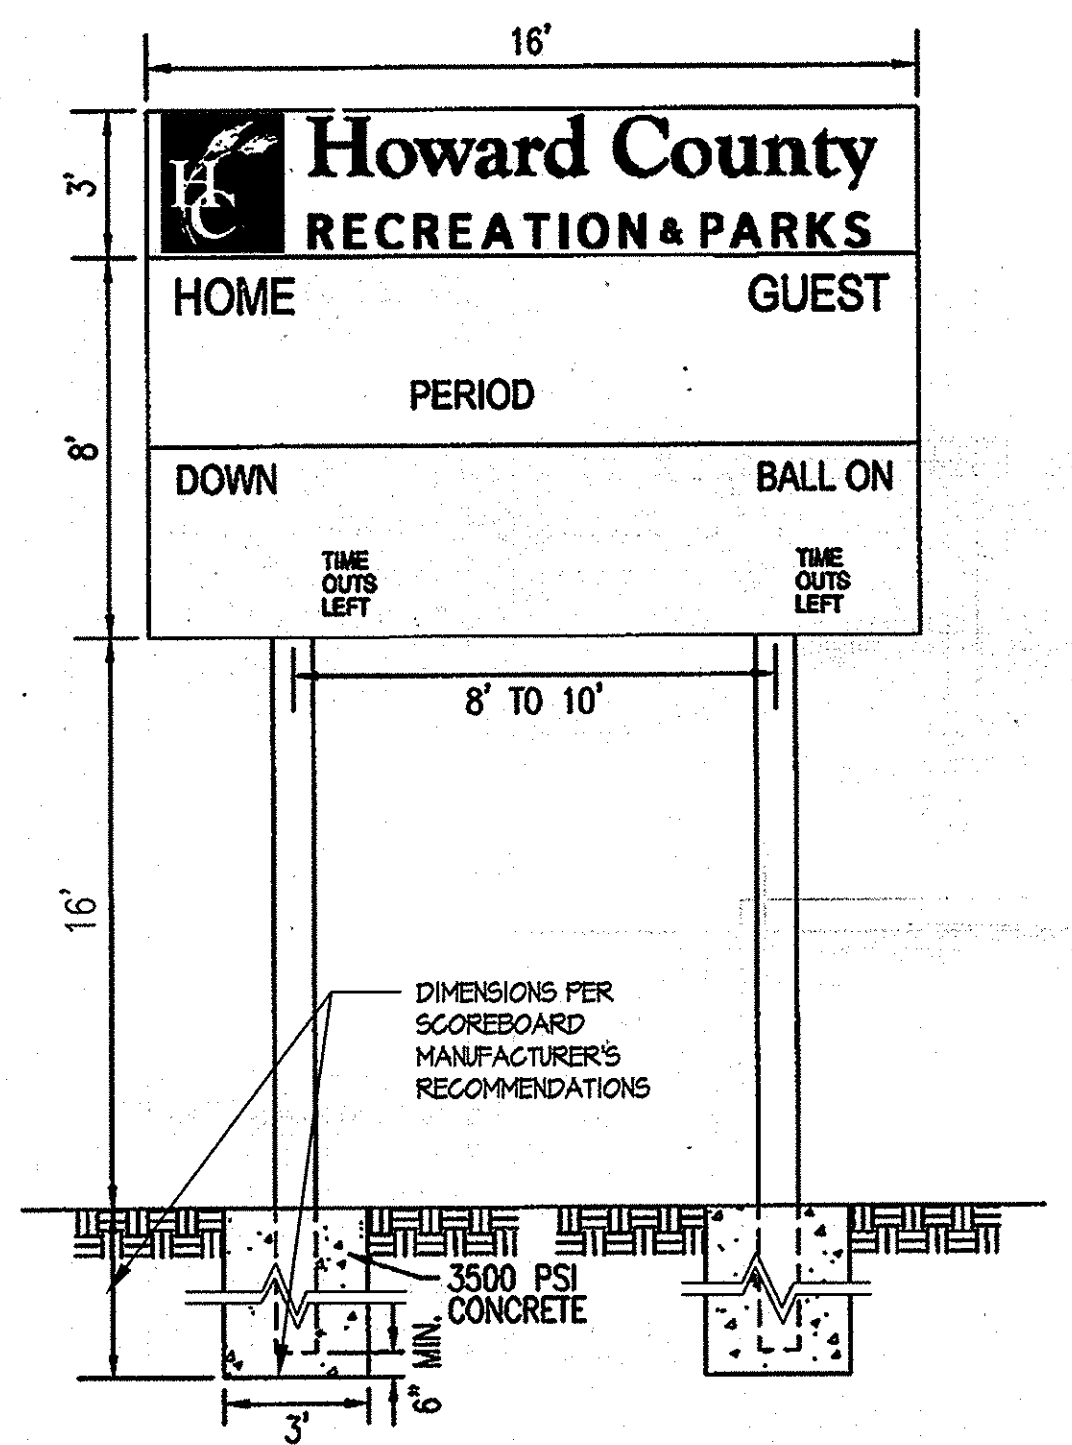 16'
3'
HC
Howard County
RECREATION & PARKS
HOME
GUEST
PERIOD
8'
DOWN
BALL ON
TIME
OUTS
LEFT
TIME
OUTS
LEFT
8' TO 10'
16'
DIMENSIONS PER
SCOREBOARD
MANUFACTURER'S
RECOMMENDATIONS
3500 PSI
CONCRETE
6" MIN.
3'